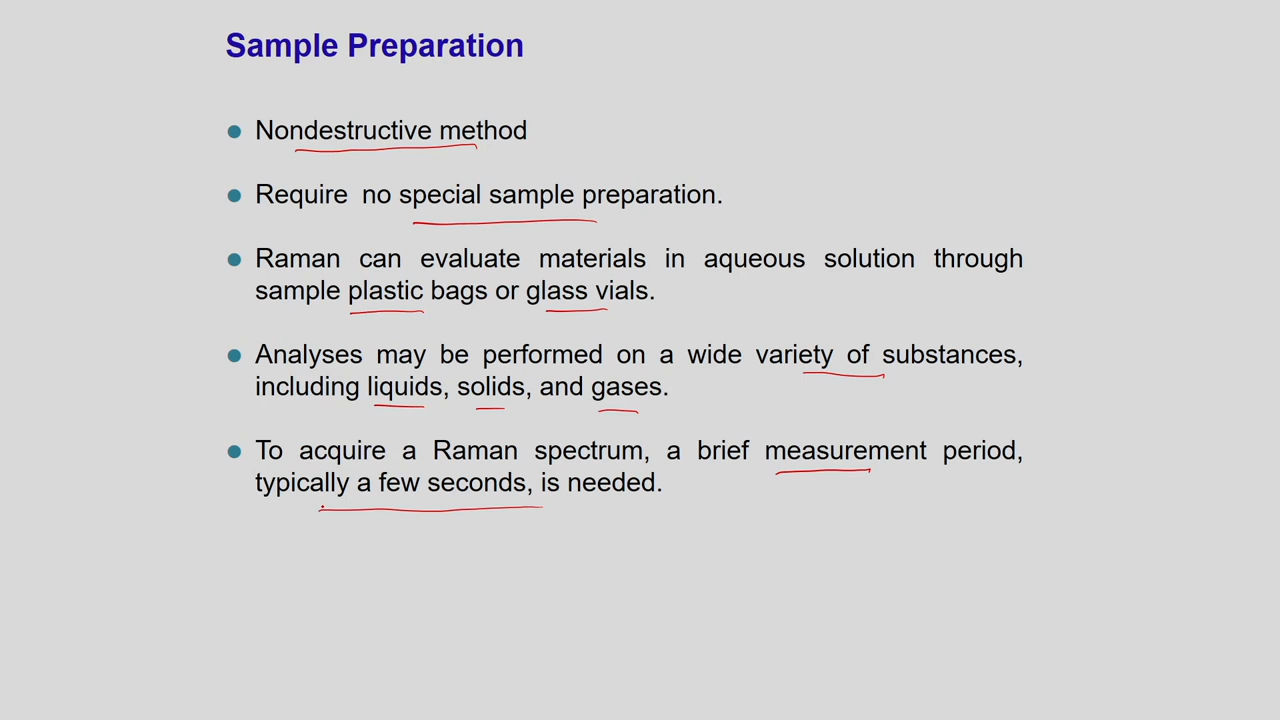 Sample Preparation
Nondestructive method
Require no special sample preparation.
Raman can evaluate materials in aqueous solution through
sample plastic bags or glass vials.
Analyses may be performed on a wide variety of substances,
including liquids, solids, and gases.
To acquire a Raman spectrum, a brief measurement period,
typically a few seconds, is needed.